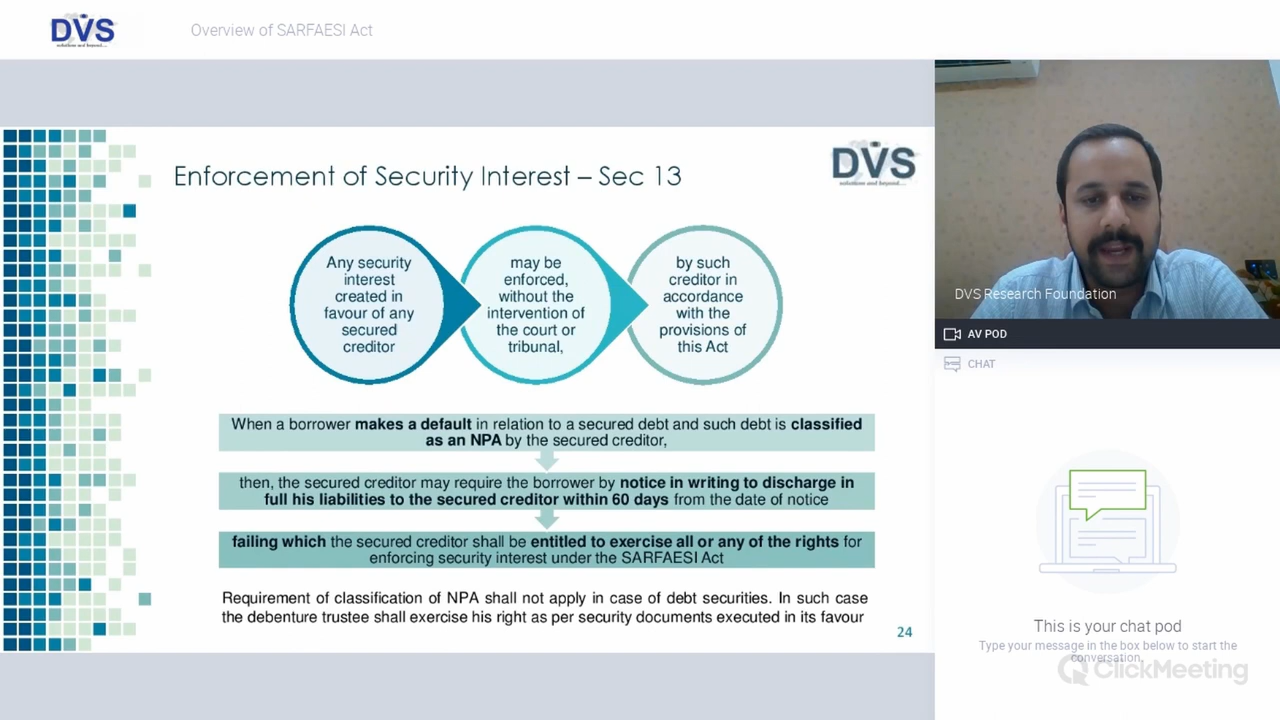 DVS
solutions and beyond....
Overview of SARFAESI Act
DVS
solutions and beyond....
Enforcement of Security Interest – Sec 13
Any security
interest
created in
favour of any
secured
creditor
may be
enforced,
without the
intervention of
the court or
tribunal,
by such
creditor in
accordance
with the
provisions of
this Act
When a borrower makes a default in relation to a secured debt and such debt is classified
as an NPA by the secured creditor,
then, the secured creditor may require the borrower by notice in writing to discharge in
full his liabilities to the secured creditor within 60 days from the date of notice
failing which the secured creditor shall be entitled to exercise all or any of the rights for
enforcing security interest under the SARFAESI Act
Requirement of classification of NPA shall not apply in case of debt securities. In such case
the debenture trustee shall exercise his right as per security documents executed in its favour
24
DVS Research Foundation
AV POD
CHAT
This is your chat pod
Type your message in the box below to start the
conversation.
ClickMeeting